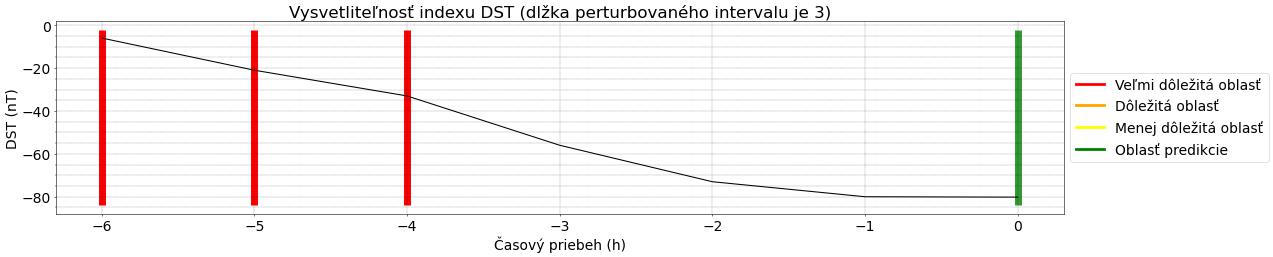 Vysvetliteľnosť indexu DST (dĺžka perturbovaného intervalu je 3)
0
−20
−40
−60
−80
DST (nT)
−6 −5 −4 −3 −2 −1 0
Časový priebeh (h)
Veľmi dôležitá oblasť
Dôležitá oblasť
Menej dôležitá oblasť
Oblasť predikcie